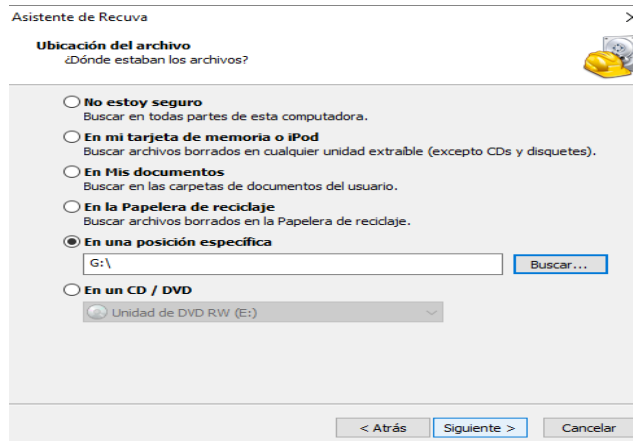 Asistente de Recuva
Ubicación del archivo
¿Dónde estaban los archivos?
No estoy seguro
Buscar en todas partes de esta computadora.
En mi tarjeta de memoria o iPod
Buscar archivos borrados en cualquier unidad extraíble (excepto CDs y disquetes).
En Mis documentos
Buscar en las carpetas de documentos del usuario.
En la Papelera de reciclaje
Buscar archivos borrados en la Papelera de reciclaje.
En una posición específica
G:\ Buscar...
En un CD / DVD
Unidad de DVD RW (E:)
< Atrás Siguiente > Cancelar